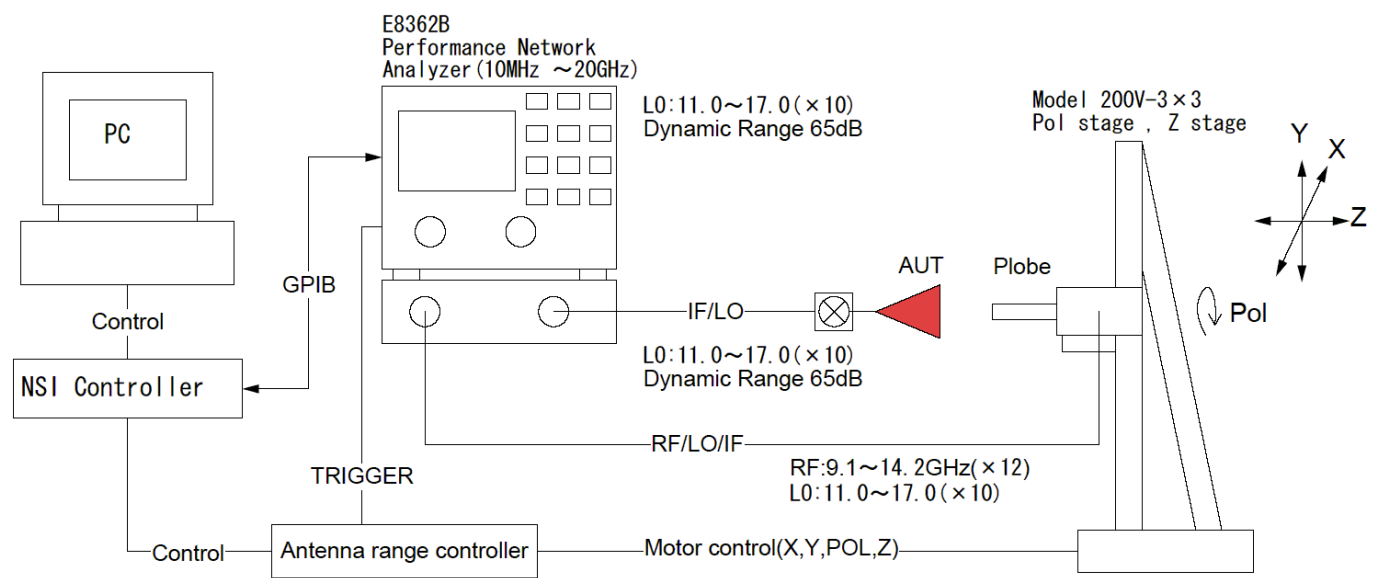 E8362B
Performance Network
Analyzer(10MHz ～20GHz)
L0:11.0～17.0(×10)
Dynamic Range 65dB
Model 200V-3×3
Pol stage , Z stage
Y
X
Z
PC
GPIB
AUT
Plobe
Pol
IF/LO
Control
L0:11.0～17.0(×10)
Dynamic Range 65dB
NSI Controller
RF/LO/IF
RF:9.1～14.2GHz(×12)
L0:11.0～17.0(×10)
TRIGGER
Control
Antenna range controller
Motor control(X,Y,POL,Z)